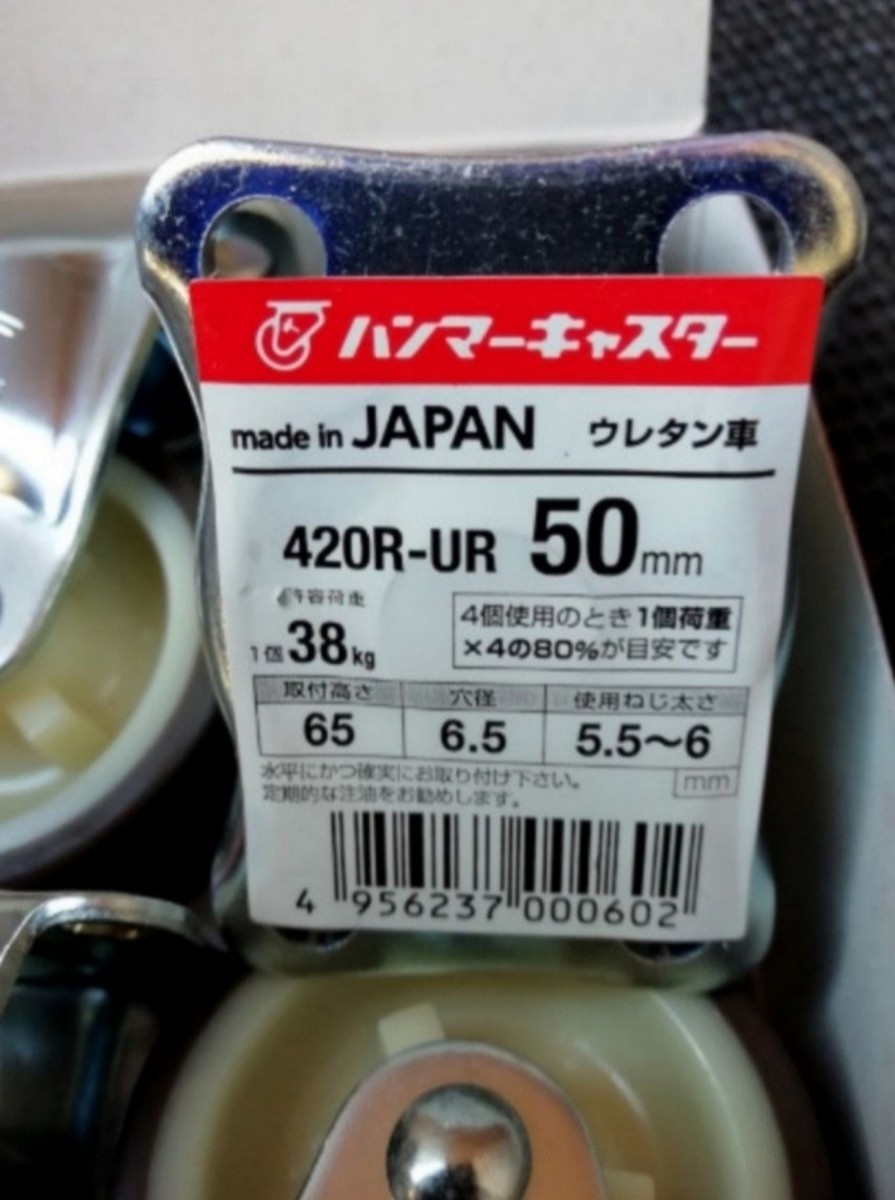 ハンマーキャスター
made in JAPAN ウレタン車
420R-UR 50mm
許容荷重
1個 38kg
4個使用のとき1個荷重
×4の80%が目安です
取付高さ 穴径 使用ねじ太さ
65 6.5 5.5〜6
mm
水平にかつ確実にお取り付け下さい。
定期的な注油をお勧めします。
4 956237 000602